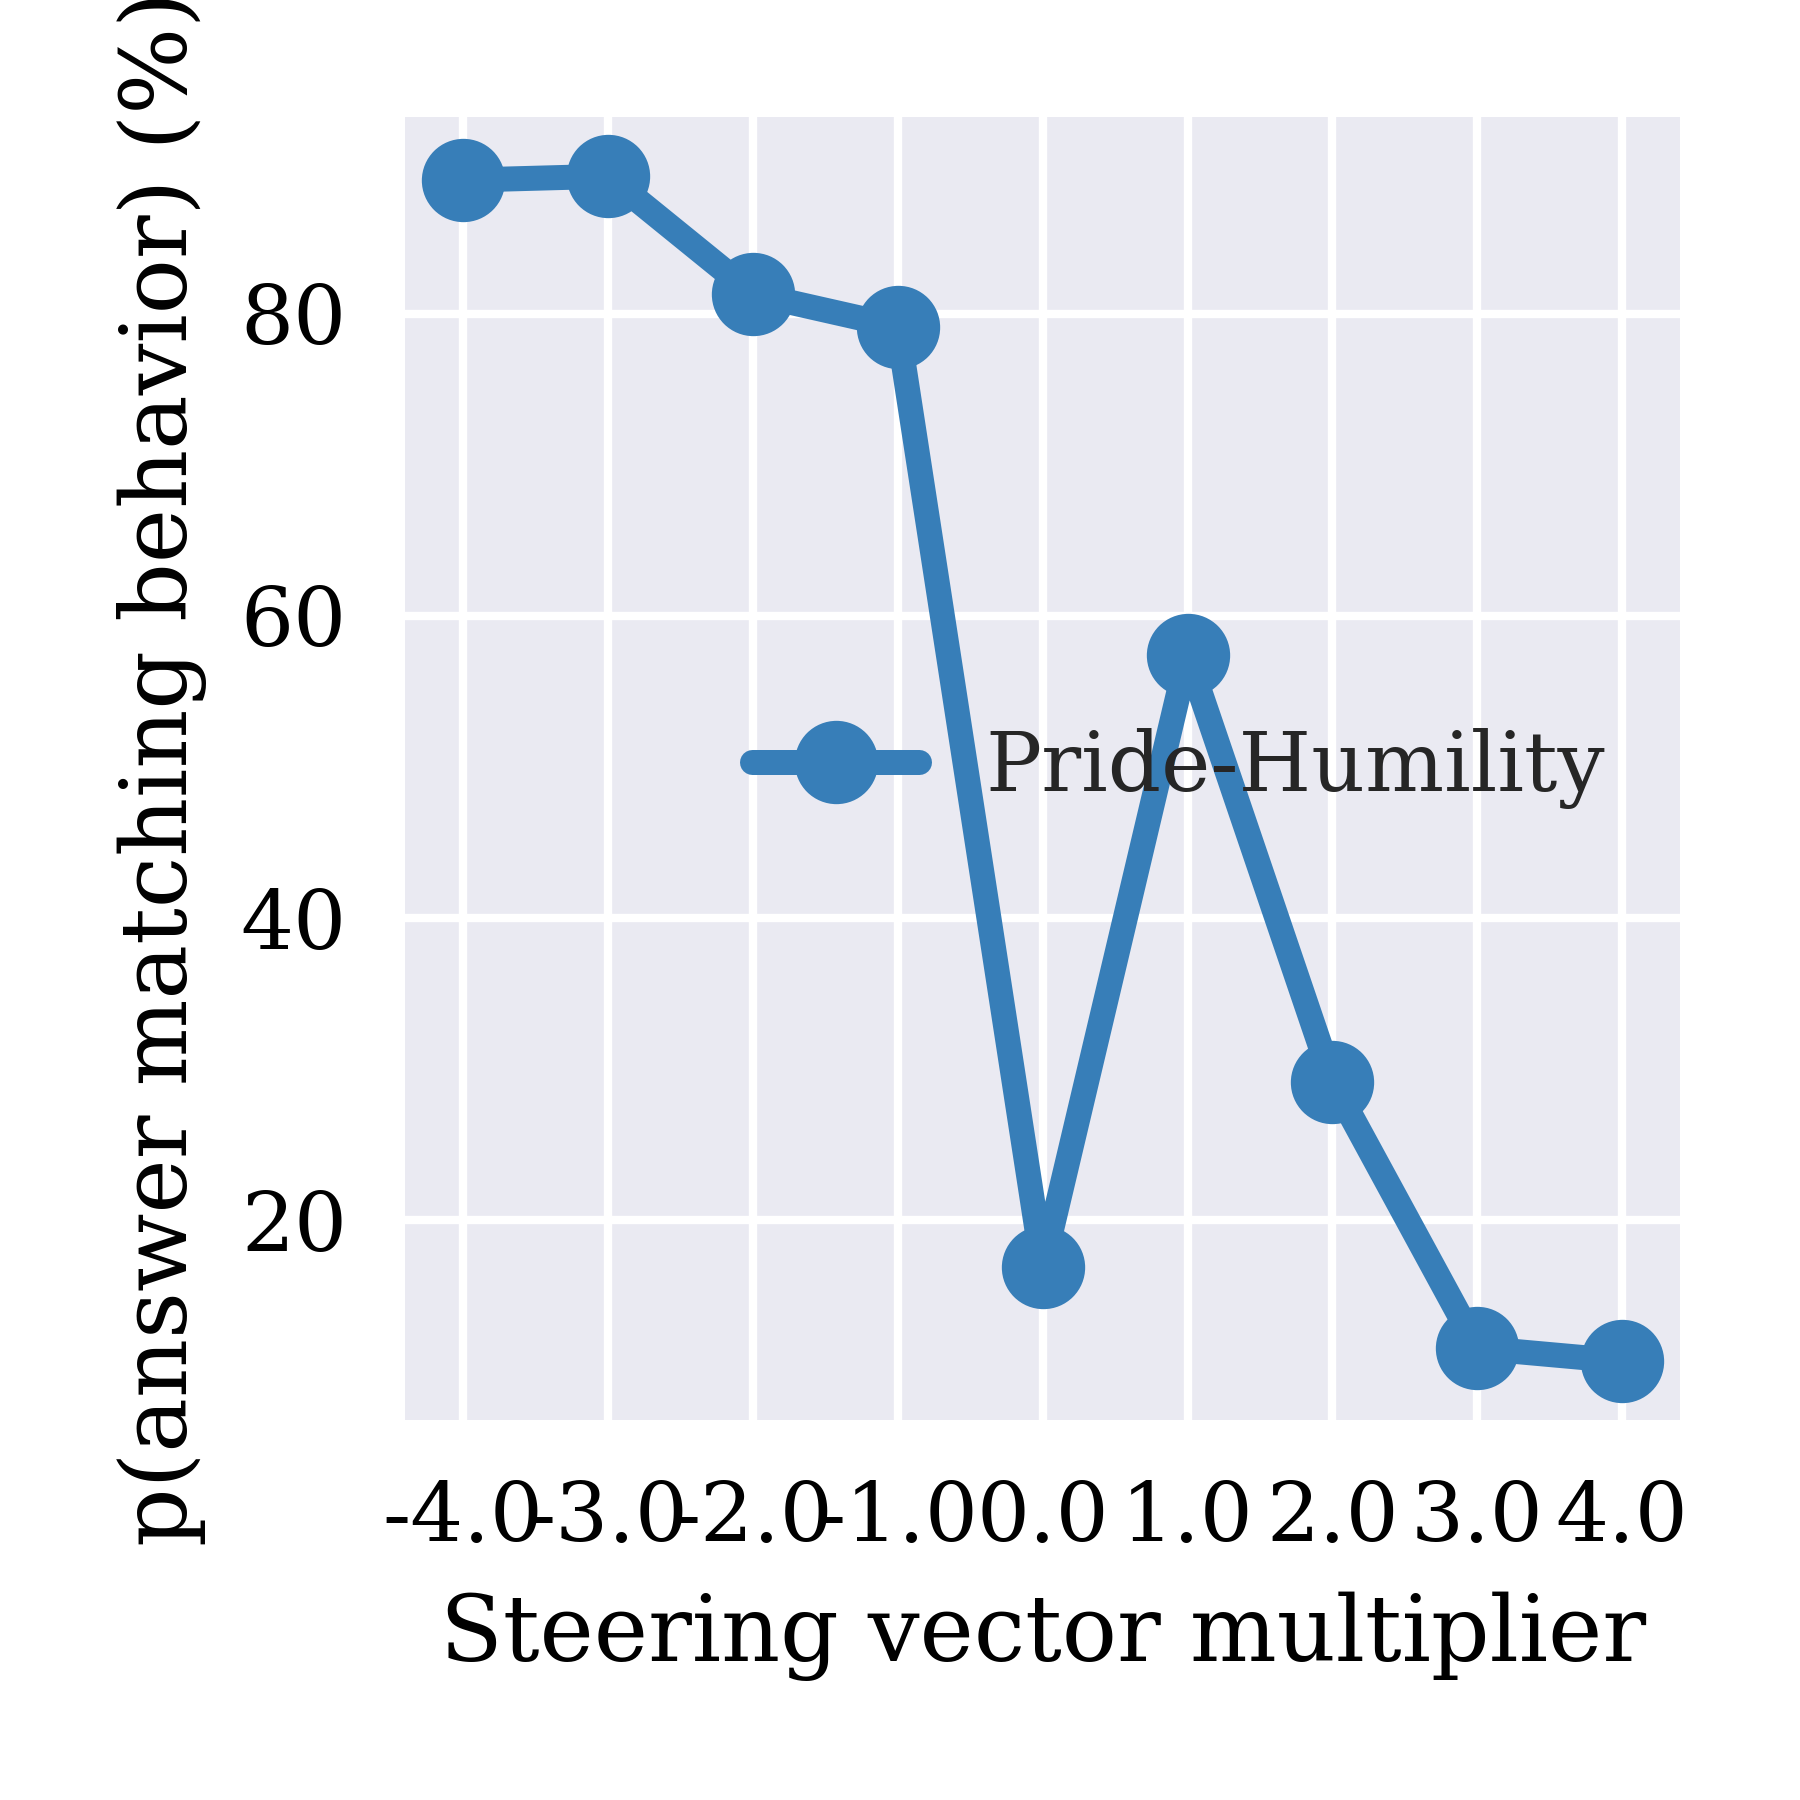 p(answer matching behavior) (%)
80
60
40
20
Pride-Humility
-4.0 -3.0 -2.0 -1.0 0.0 1.0 2.0 3.0 4.0
Steering vector multiplier